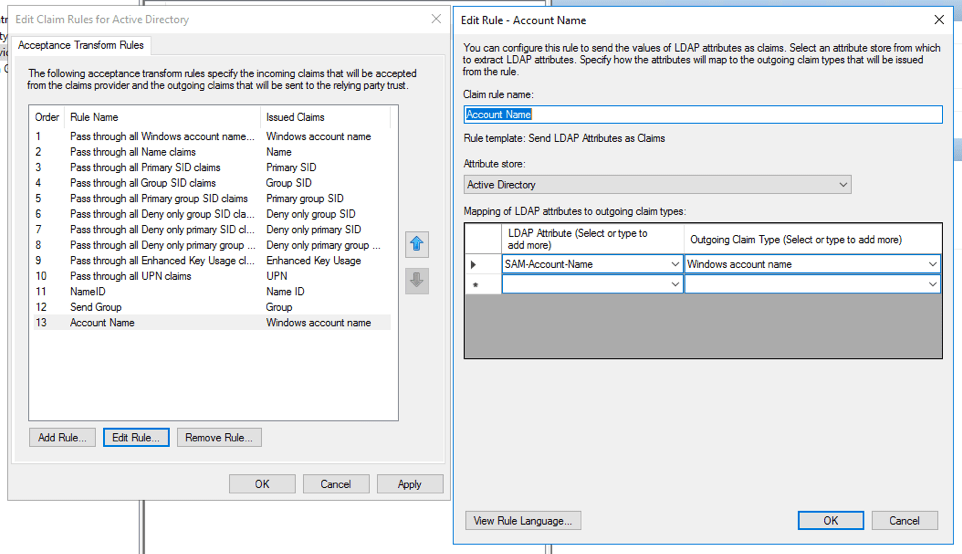 Edit Claim Rules for Active Directory
Acceptance Transform Rules
The following acceptance transform rules specify the incoming claims that will be accepted
from the claims provider and the outgoing claims that will be sent to the relying party trust.
Order Rule Name Issued Claims
1 Pass through all Windows account name... Windows account name
2 Pass through all Name claims Name
3 Pass through all Primary SID claims Primary SID
4 Pass through all Group SID claims Group SID
5 Pass through all Primary group SID claims Primary group SID
6 Pass through all Deny only group SID cla... Deny only group SID
7 Pass through all Deny only primary SID cl... Deny only primary SID
8 Pass through all Deny only primary group ... Deny only primary group ...
9 Pass through all Enhanced Key Usage cl... Enhanced Key Usage
10 Pass through all UPN claims UPN
11 NameID Name ID
12 Send Group Group
13 Account Name Windows account name
Add Rule... Edit Rule... Remove Rule...
OK Cancel Apply
Edit Rule - Account Name
You can configure this rule to send the values of LDAP attributes as claims. Select an attribute store from which
to extract LDAP attributes. Specify how the attributes will map to the outgoing claim types that will be issued
from the rule.
Claim rule name:
Account Name
Rule template: Send LDAP Attributes as Claims
Attribute store:
Active Directory
Mapping of LDAP attributes to outgoing claim types:
LDAP Attribute (Select or type to
add more)
Outgoing Claim Type (Select or type to add more)
SAM-Account-Name Windows account name
View Rule Language... OK Cancel